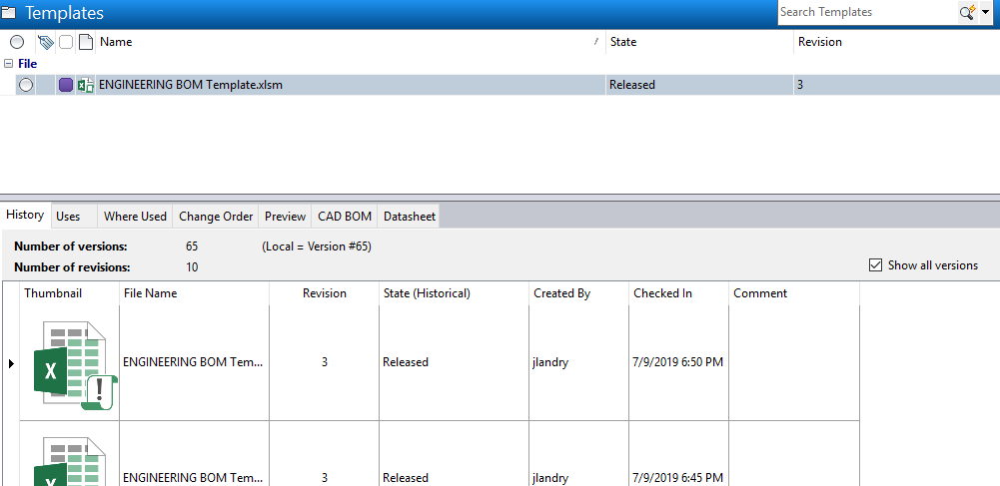 Templates
Search Templates
Name / State Revision
File
ENGINEERING BOM Template.xlsm Released 3
History Uses Where Used Change Order Preview CAD BOM Datasheet
Number of versions: 65 (Local = Version #65)
Number of revisions: 10
Show all versions
Thumbnail File Name Revision State (Historical) Created By Checked In Comment
X ! ENGINEERING BOM Tem... 3 Released jlandry 7/9/2019 6:50 PM
X ENGINEERING BOM Tem... 3 Released jlandry 7/9/2019 6:45 PM